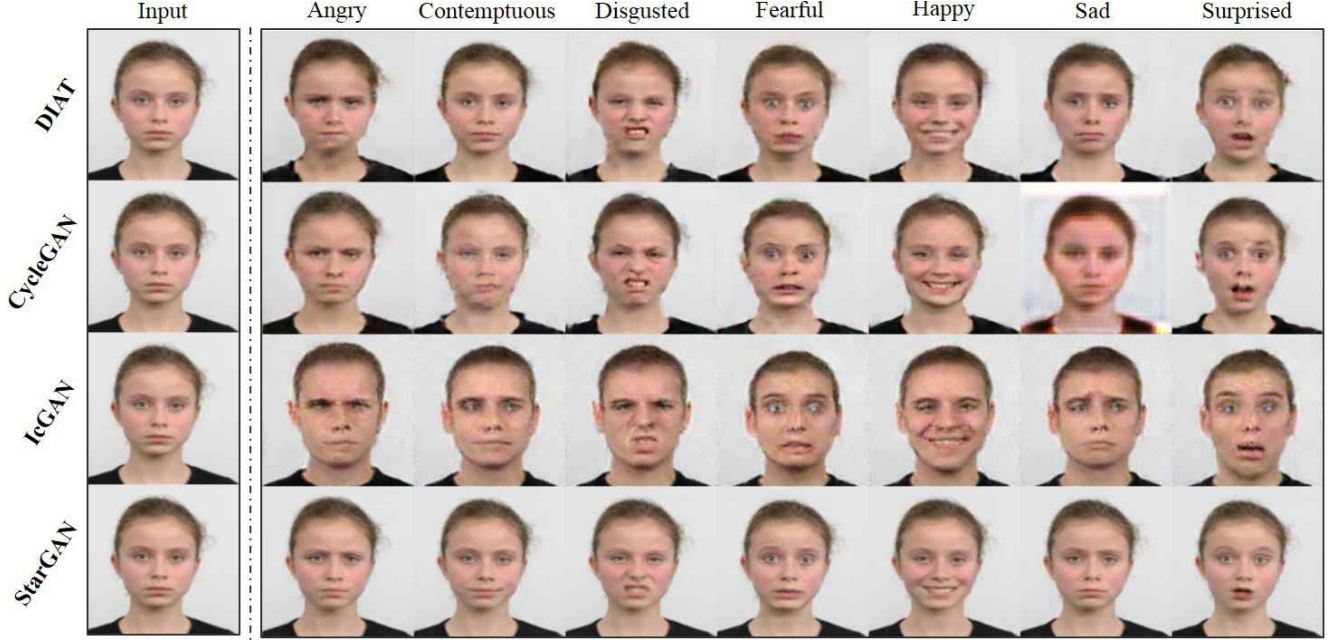 Input Angry Contemptuous Disgusted Fearful Happy Sad Surprised
DIAT
CycleGAN
IcGAN
StarGAN